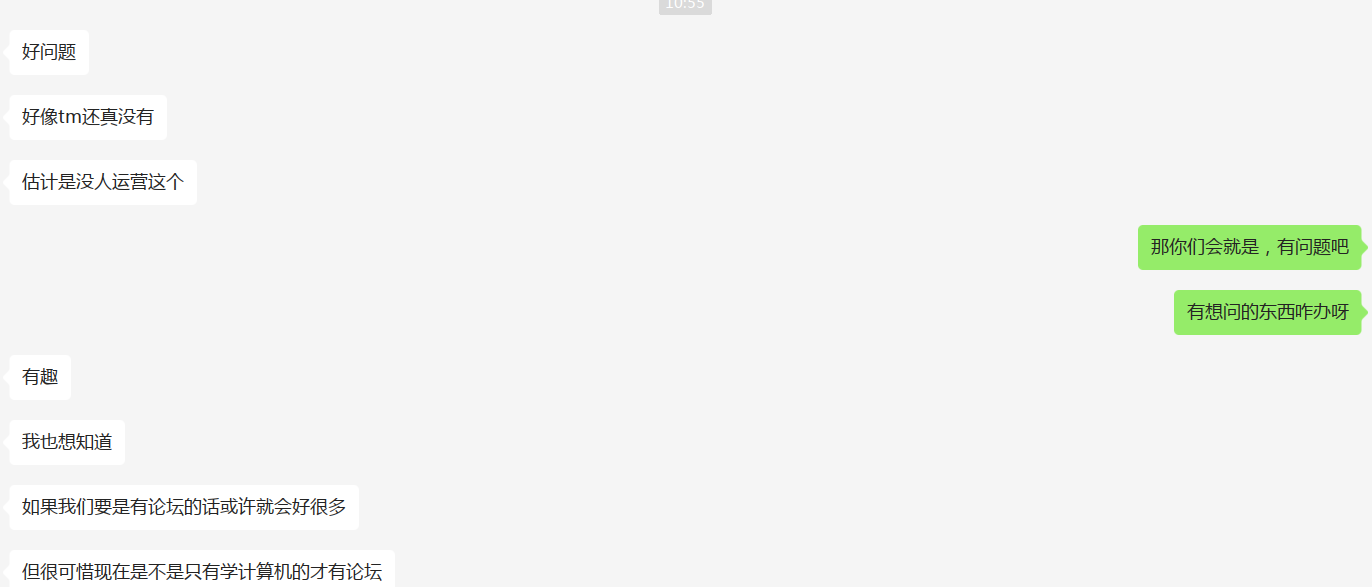 10:55
好问题
好像tm还真没有
估计是没人运营这个
那你们会就是，有问题吧
有想问的东西咋办呀
有趣
我也想知道
如果我们要是有论坛的话或许就会好很多
但很可惜现在是不是只有学计算机的才有论坛